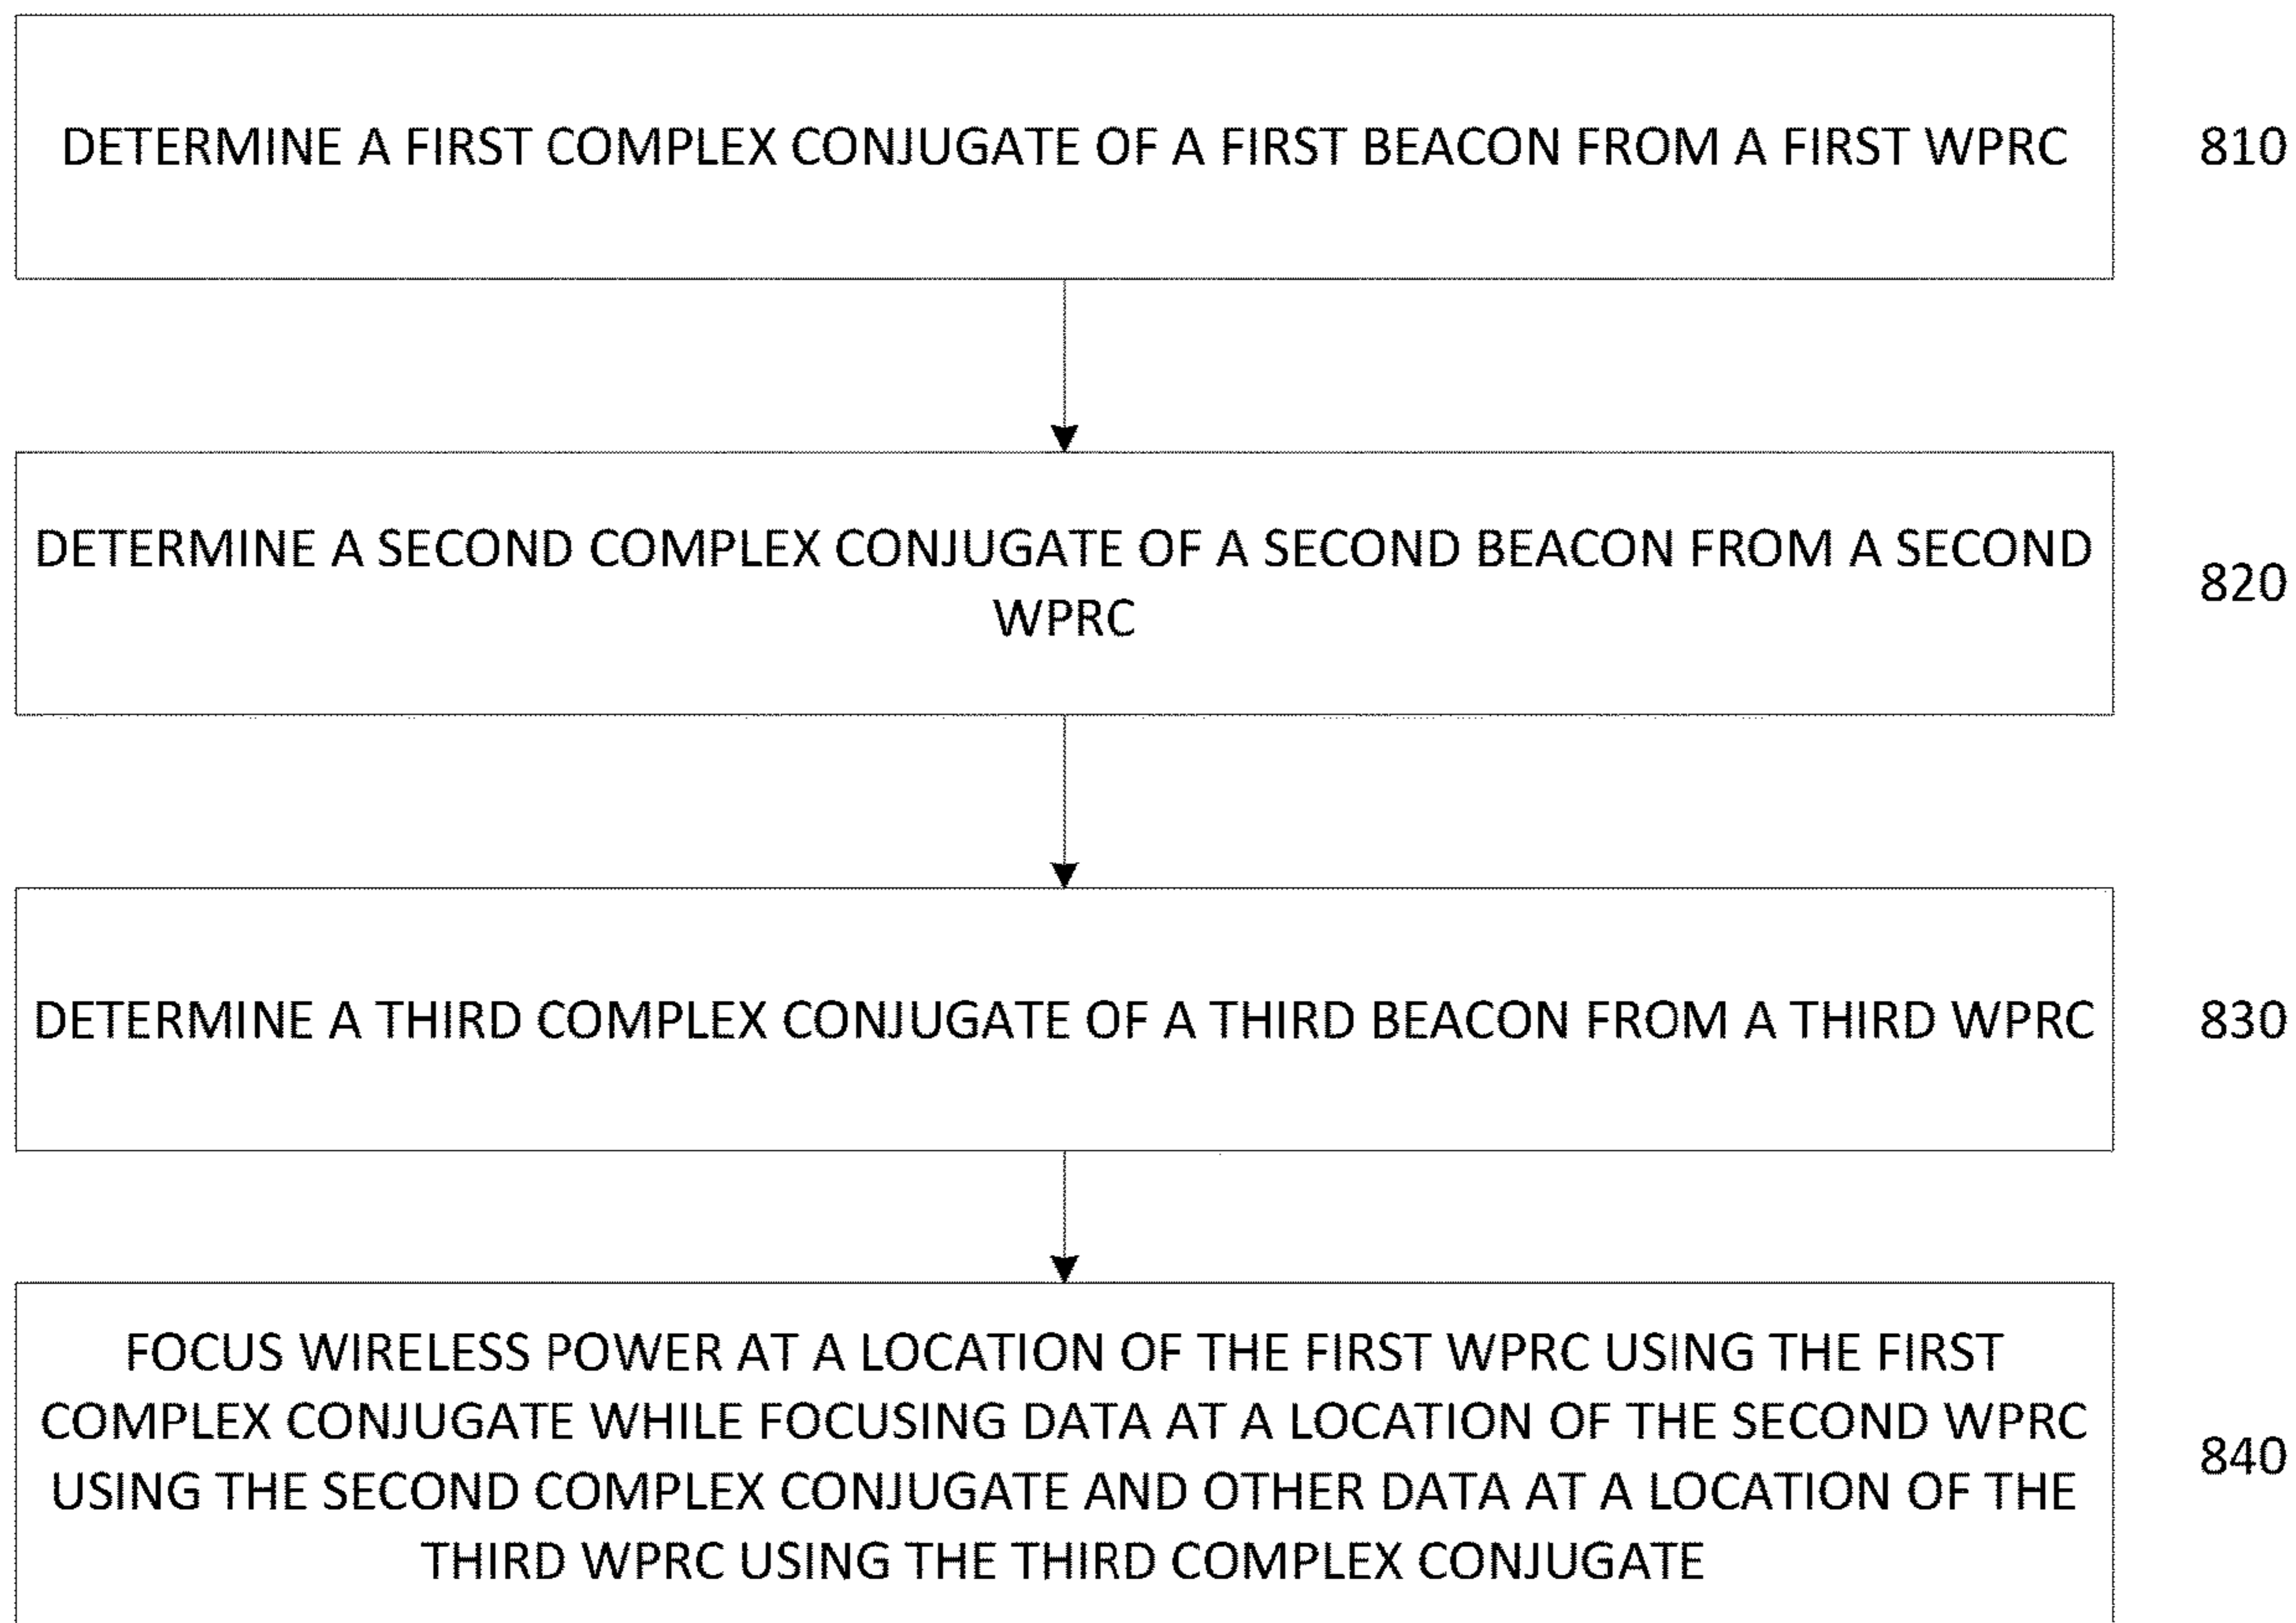 DETERMINE A FIRST COMPLEX CONJUGATE OF A FIRST BEACON FROM A FIRST WPRC
810
DETERMINE A SECOND COMPLEX CONJUGATE OF A SECOND BEACON FROM A SECOND
WPRC
820
DETERMINE A THIRD COMPLEX CONJUGATE OF A THIRD BEACON FROM A THIRD WPRC
830
FOCUS WIRELESS POWER AT A LOCATION OF THE FIRST WPRC USING THE FIRST
COMPLEX CONJUGATE WHILE FOCUSING DATA AT A LOCATION OF THE SECOND WPRC
USING THE SECOND COMPLEX CONJUGATE AND OTHER DATA AT A LOCATION OF THE
THIRD WPRC USING THE THIRD COMPLEX CONJUGATE
840